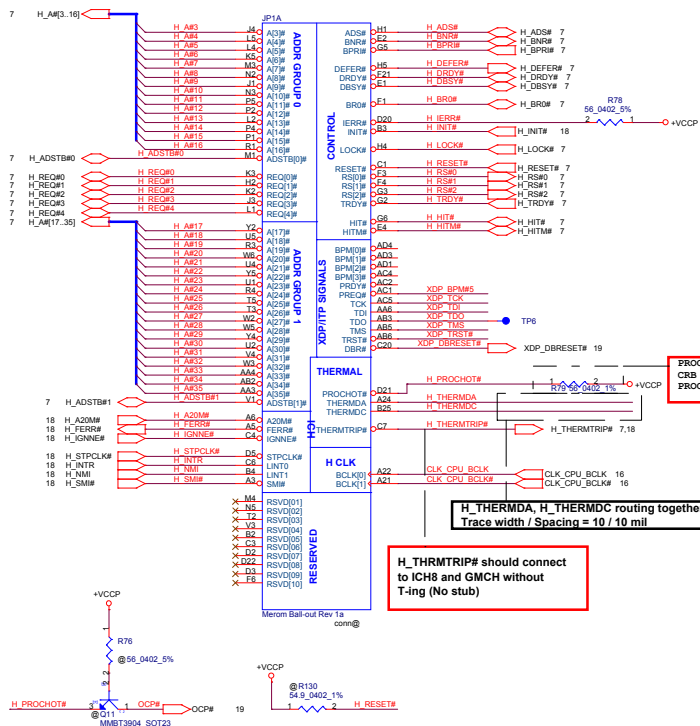 JP1A
7 H_A#[3..16]
H_A#3 J4 A[3]# ADS# H1 H_ADS# H_ADS# 7
H_A#4 L5 A[4]# BNR# E2 H_BNR# H_BNR# 7
H_A#5 L4 A[5]# BPRI# G5 H_BPRI# H_BPRI# 7
H_A#6 K5 A[6]#
H_A#7 M3 A[7]# DEFER# H5 H_DEFER# H_DEFER# 7
H_A#8 N2 A[8]# DRDY# F21 H_DRDY# H_DRDY# 7
H_A#9 J1 A[9]# DBSY# E1 H_DBSY# H_DBSY# 7
H_A#10 N3 A[10]#
H_A#11 P5 A[11]# BR0# F1 H_BR0# H_BR0# 7
H_A#12 P2 A[12]#
H_A#13 L2 A[13]# IERR# D20 H_IERR# 2 R78 56_0402_5% 1 +VCCP
H_A#14 P4 A[14]# INIT# B3 H_INIT# H_INIT# 18
H_A#15 P1 A[15]#
H_A#16 R1 A[16]# LOCK# H4 H_LOCK# H_LOCK# 7
7 H_ADSTB#0 H_ADSTB#0 M1 ADSTB[0]#
ADDR GROUP 0
CONTROL
RESET# C1 H_RESET# H_RESET# 7
7 H_REQ#0 H_REQ#0 K3 REQ[0]# RS[0]# F3 H_RS#0 H_RS#0 7
7 H_REQ#1 H_REQ#1 H2 REQ[1]# RS[1]# F4 H_RS#1 H_RS#1 7
7 H_REQ#2 H_REQ#2 K2 REQ[2]# RS[2]# G3 H_RS#2 H_RS#2 7
7 H_REQ#3 H_REQ#3 J3 REQ[3]# TRDY# G2 H_TRDY# H_TRDY# 7
7 H_REQ#4 H_REQ#4 L1 REQ[4]#
7 H_A#[17..35] HIT# G6 H_HIT# H_HIT# 7
H_A#17 Y2 A[17]# HITM# E4 H_HITM# H_HITM# 7
H_A#18 U5 A[18]#
H_A#19 R3 A[19]# BPM[0]# AD4
H_A#20 W6 A[20]# BPM[1]# AD3
H_A#21 U4 A[21]# BPM[2]# AD1
H_A#22 Y5 A[22]# BPM[3]# AC4
H_A#23 U1 A[23]# PRDY# AC2
H_A#24 R4 A[24]# PREQ# AC1 XDP_BPM#5
H_A#25 T5 A[25]# TCK AC5 XDP_TCK
H_A#26 T3 A[26]# TDI AA6 XDP_TDI
H_A#27 W2 A[27]# TDO AB3 XDP_TDO TP6
H_A#28 W5 A[28]# TMS AB5 XDP_TMS
H_A#29 Y4 A[29]# TRST# AB6 XDP_TRST#
H_A#30 U2 A[30]# DBR# C20 XDP_DBRESET# XDP_DBRESET# 19
H_A#31 V4 A[31]#
H_A#32 W3 A[32]#
H_A#33 AA4 A[33]#
H_A#34 AB2 A[34]#
H_A#35 AA3 A[35]#
7 H_ADSTB#1 H_ADSTB#1 V1 ADSTB[1]#
ADDR GROUP 1
XDP/ITP SIGNALS
THERMAL
PROCHOT# D21 H_PROCHOT# R79 56_0402_1% +VCCP
THERMDA A24 H_THERMDA
THERMDC B25 H_THERMDC
PROC
CRB
PROC
18 H_A20M# H_A20M# A6 A20M#
18 H_FERR# H_FERR# A5 FERR# THERMTRIP# C7 H_THERMTRIP# H_THERMTRIP# 7,18
18 H_IGNNE# H_IGNNE# C4 IGNNE#
ICH
H CLK
18 H_STPCLK# H_STPCLK# D5 STPCLK#
18 H_INTR H_INTR C6 LINT0
18 H_NMI H_NMI B4 LINT1 BCLK[0] A22 CLK_CPU_BCLK CLK_CPU_BCLK 16
18 H_SMI# H_SMI# A3 SMI# BCLK[1] A21 CLK_CPU_BCLK# CLK_CPU_BCLK# 16
M4 RSVD[01]
N5 RSVD[02]
T2 RSVD[03]
V3 RSVD[04]
B2 RSVD[05]
C3 RSVD[06]
D2 RSVD[07]
D22 RSVD[08]
D3 RSVD[09]
F6 RSVD[10]
RESERVED
Merom Ball-out Rev 1a
conn@
H_THERMDA, H_THERMDC routing together
Trace width / Spacing = 10 / 10 mil
H_THRMTRIP# should connect
to ICH8 and GMCH without
T-ing (No stub)
+VCCP
1
R76
@56_0402_5%
2
H_PROCHOT# 3 1 OCP# OCP# 19
@Q11
MMBT3904_SOT23
+VCCP
@R130
54.9_0402_1%
1 2 H_RESET#